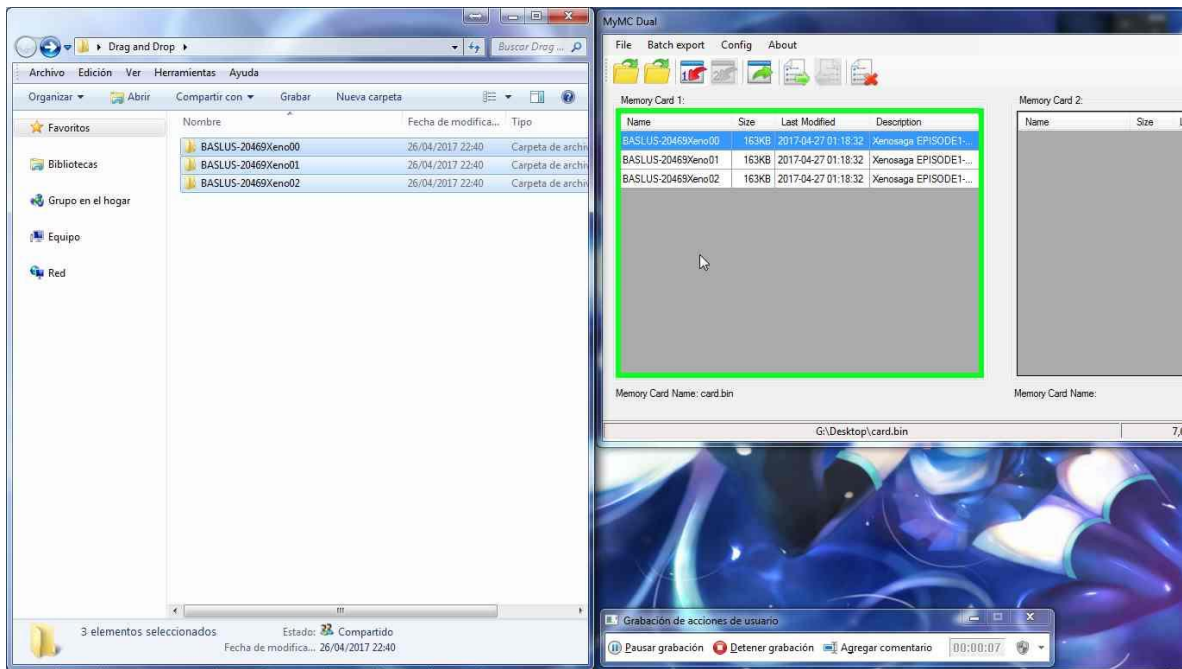 Drag and Drop
Buscar Drag ...
Archivo Edición Ver Herramientas Ayuda
Organizar Abrir Compartir con Grabar Nueva carpeta
Favoritos
Bibliotecas
Grupo en el hogar
Equipo
Red
Nombre Fecha de modifica... Tipo
BASLUS-20469Xeno00 26/04/2017 22:40 Carpeta de archiv
BASLUS-20469Xeno01 26/04/2017 22:40 Carpeta de archiv
BASLUS-20469Xeno02 26/04/2017 22:40 Carpeta de archiv
3 elementos seleccionados Estado: Compartido
Fecha de modifica... 26/04/2017 22:40
MyMC Dual
File Batch export Config About
Memory Card 1:
Name Size Last Modified Description
BASLUS-20469Xeno00 163KB 2017-04-27 01:18:32 Xenosaga EPISODE1-...
BASLUS-20469Xeno01 163KB 2017-04-27 01:18:32 Xenosaga EPISODE1-...
BASLUS-20469Xeno02 163KB 2017-04-27 01:18:32 Xenosaga EPISODE1-...
Memory Card Name: card.bin
Memory Card 2:
Name Size
Memory Card Name:
G:\Desktop\card.bin
Grabación de acciones de usuario
Pausar grabación Detener grabación Agregar comentario 00:00:07